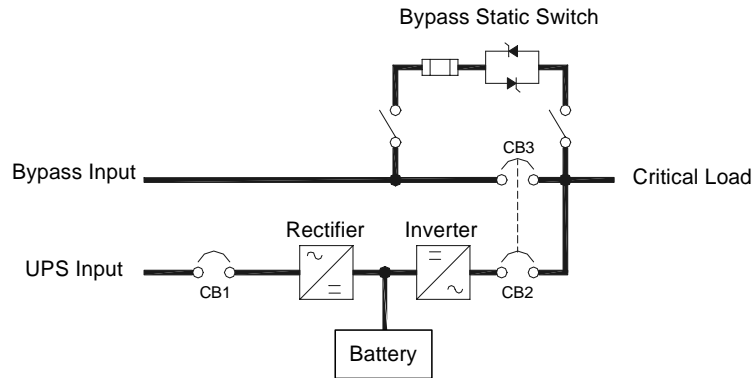 Bypass Static Switch
CB3
Bypass Input
Critical Load
Rectifier
Inverter
UPS Input
CB1
CB2
Battery